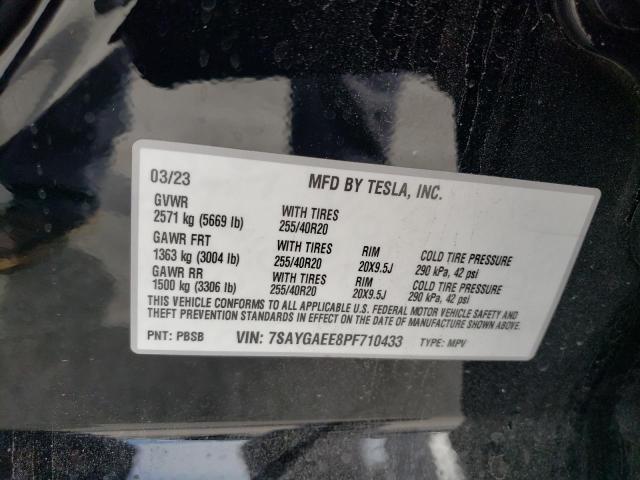 03/23 MFD BY TESLA, INC.
GVWR
2571 kg (5669 lb) WITH TIRES 255/40R20
GAWR FRT
1363 kg (3004 lb) WITH TIRES 255/40R20 RIM 20X9.5J COLD TIRE PRESSURE 290 kPa, 42 psi
GAWR RR
1500 kg (3306 lb) WITH TIRES 255/40R20 RIM 20X9.5J COLD TIRE PRESSURE 290 kPa, 42 psi
THIS VEHICLE CONFORMS TO ALL APPLICABLE U.S. FEDERAL MOTOR VEHICLE SAFETY AND
THEFT PREVENTION STANDARDS IN EFFECT ON THE DATE OF MANUFACTURE SHOWN ABOVE.
PNT: PBSB VIN: 7SAYGAEE8PF710433 TYPE: MPV